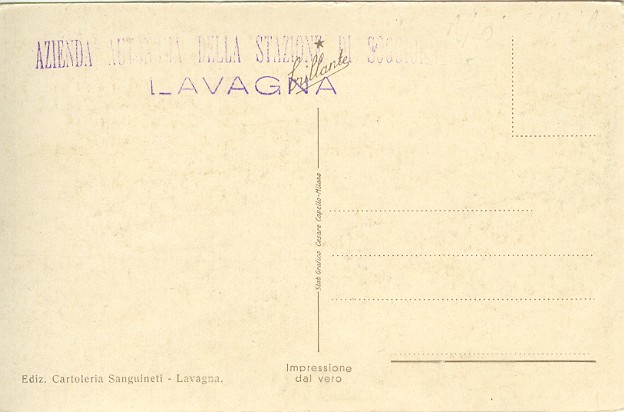 AZIENDA AUTONOMA DELLA STAZIONE DI SOGGIORNO
LAVAGNA
brillante
Stab Grafico Cesare Capello-Milano
Ediz. Cartoleria Sanguineti - Lavagna.
Impressione
dal vero